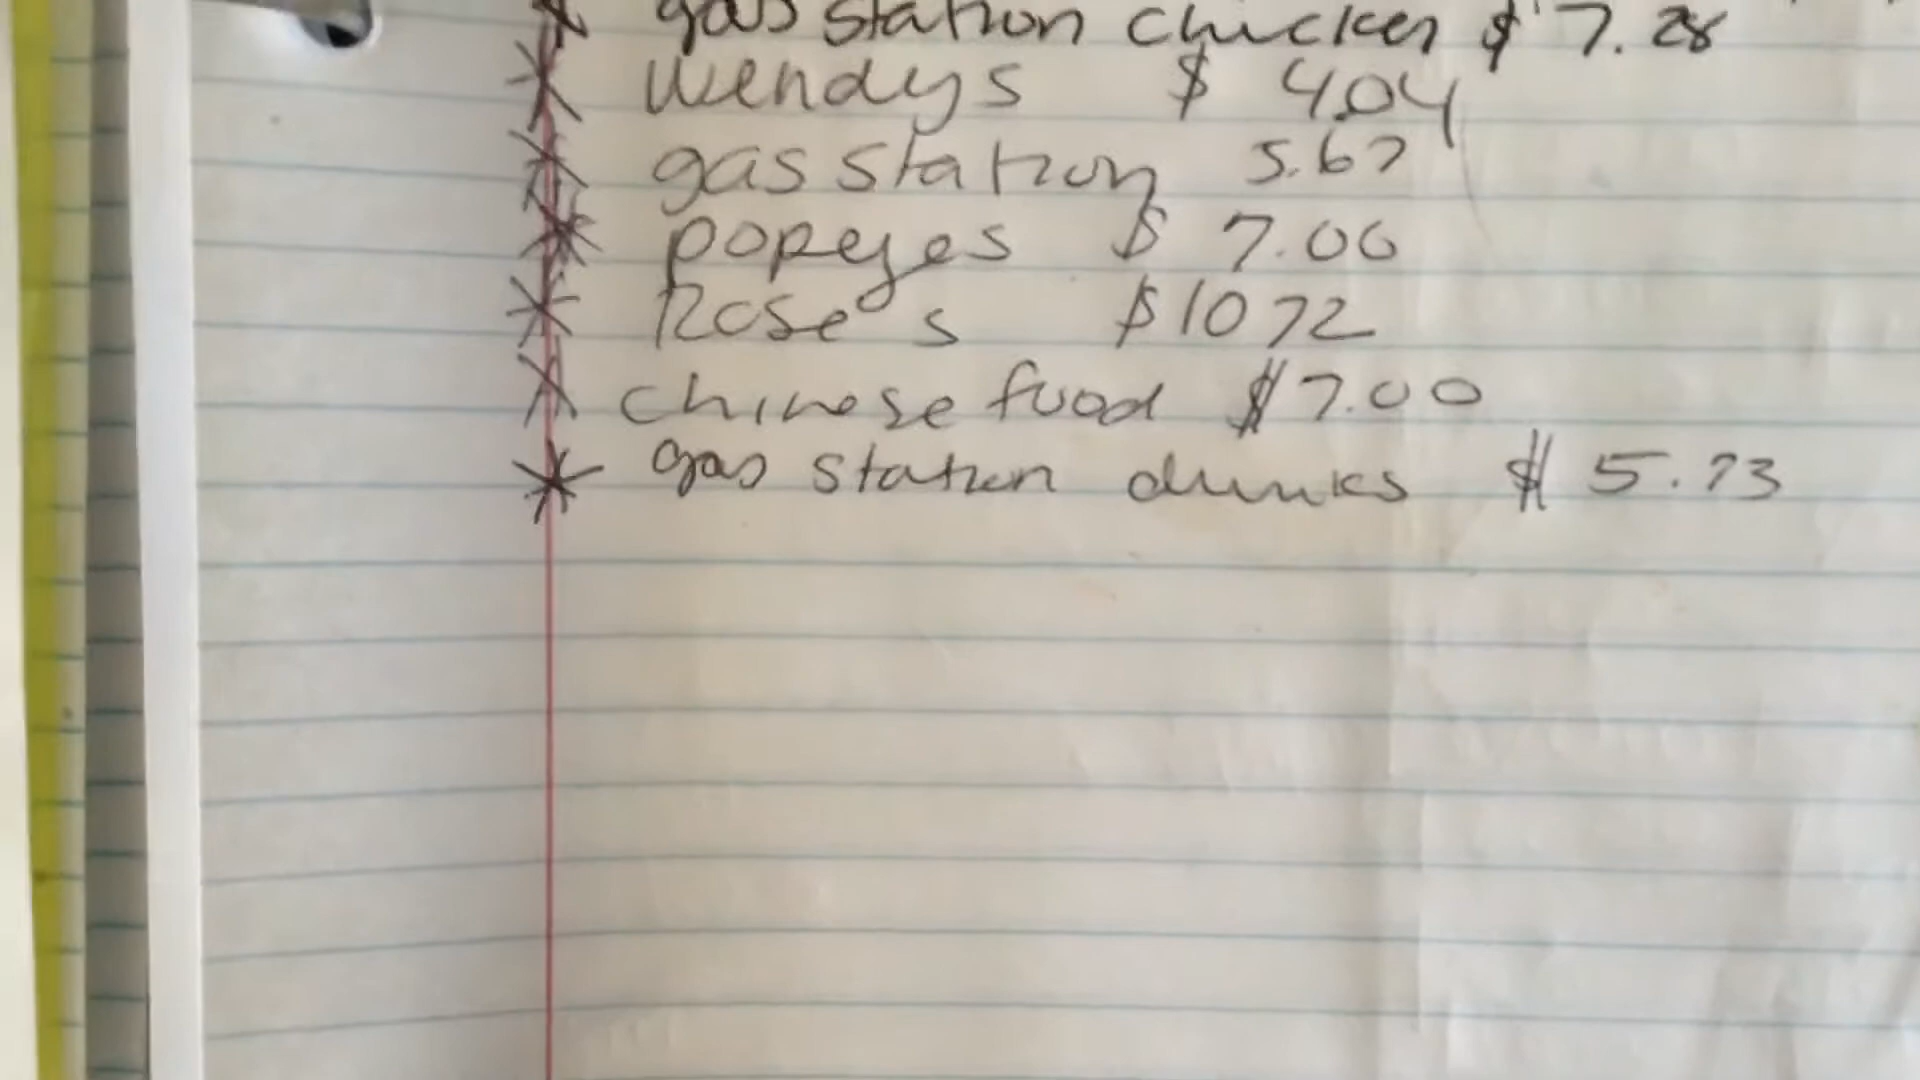 gas station chicken $ 7.28
Wendys $ 4.04
gas station 5.67
popeyes $ 7.00
Rose's $10 72
chinese food $7.00
gas station drinks $ 5.73